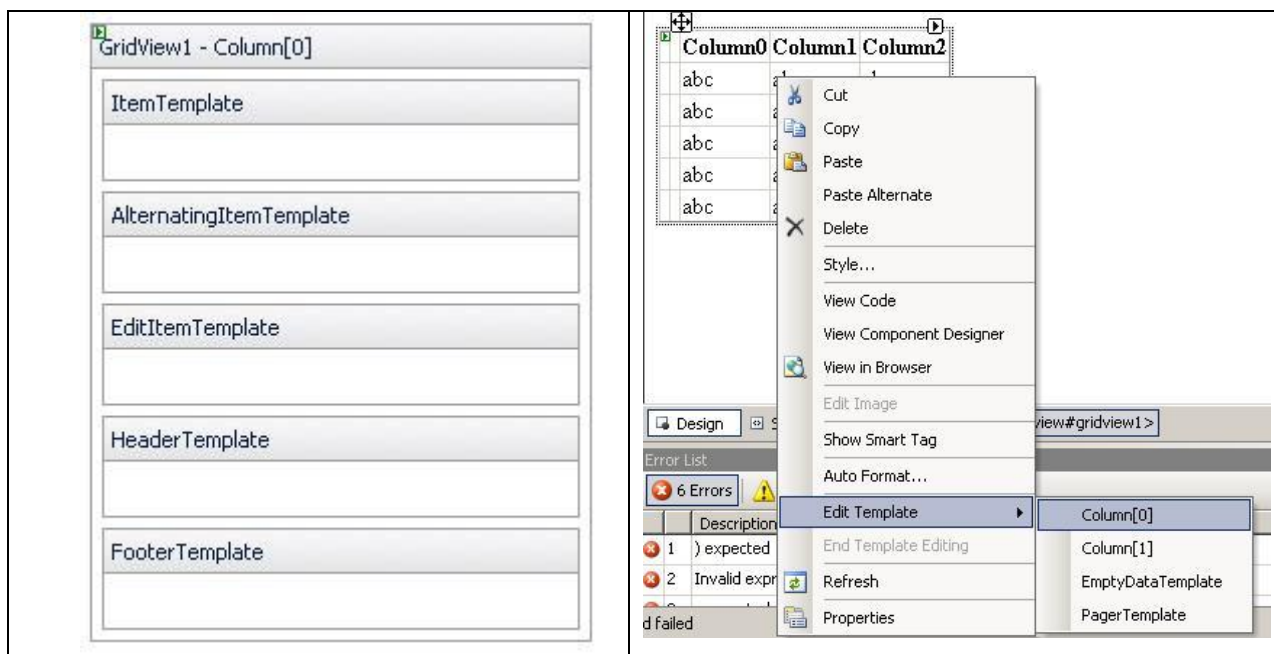 GridView1 - Column[0]
ItemTemplate
AlternatingItemTemplate
EditItemTemplate
HeaderTemplate
FooterTemplate
Column0 Column1 Column2
abc
abc
abc
abc
abc
Cut
Copy
Paste
Paste Alternate
Delete
Style...
View Code
View Component Designer
View in Browser
Edit Image
Show Smart Tag
Auto Format...
Edit Template
End Template Editing
Refresh
Properties
Column[0]
Column[1]
EmptyDataTemplate
PagerTemplate
Design
view#gridview1>
Error List
6 Errors
Description
1 ) expected
2 Invalid expr
d failed